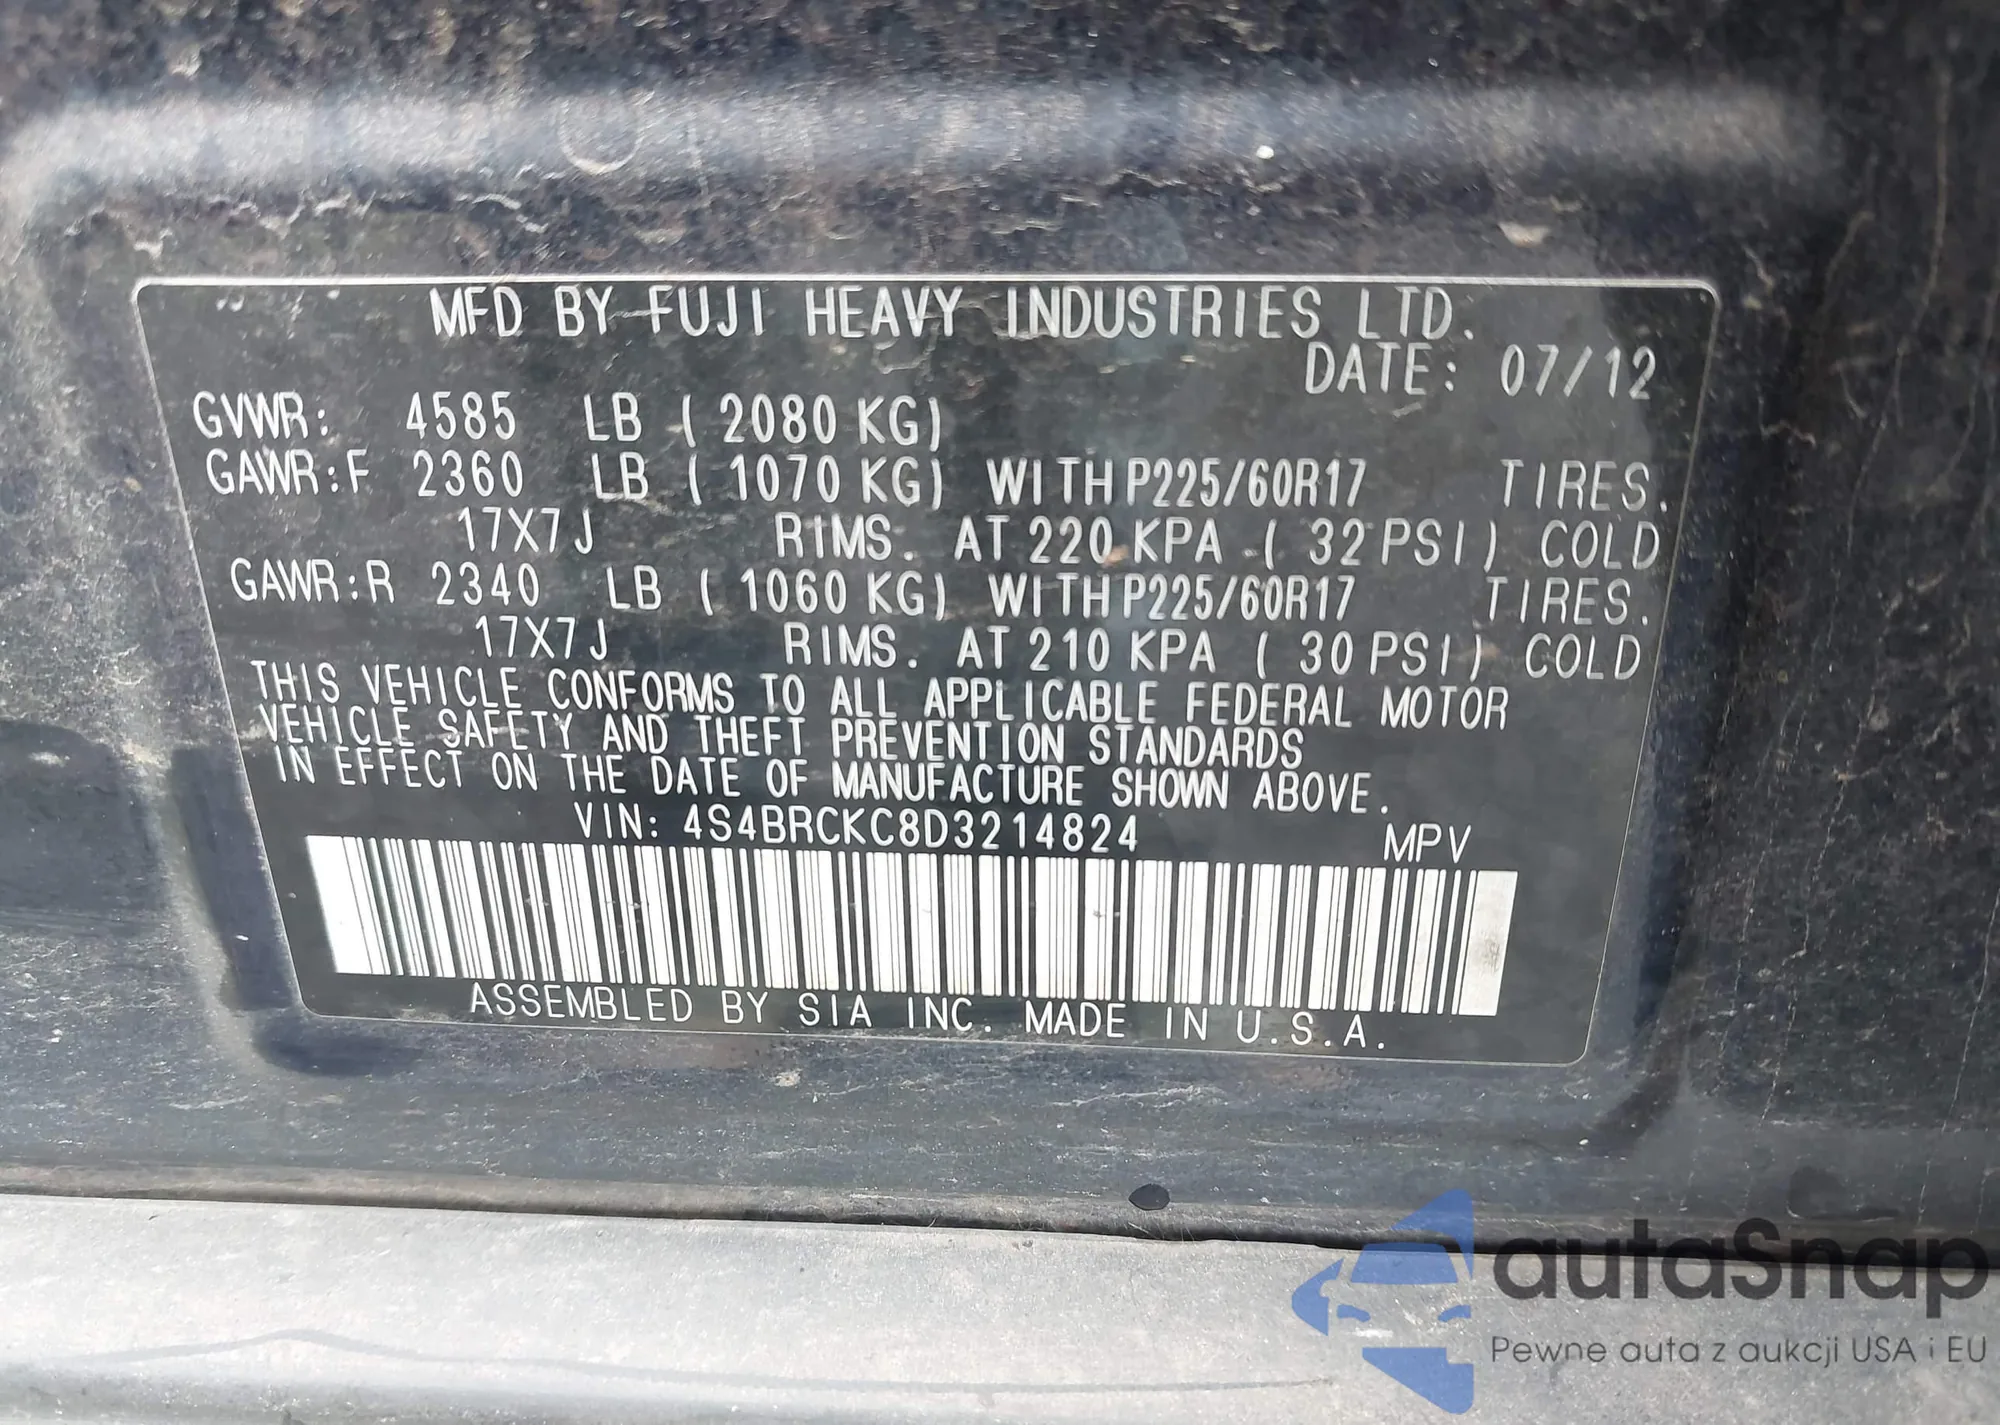 MFD BY FUJI HEAVY INDUSTRIES LTD.
DATE: 07/12
GVWR: 4585 LB ( 2080 KG)
GAWR:F 2360 LB ( 1070 KG) WITH P225/60R17 TIRES.
17X7J RIMS. AT 220 KPA ( 32 PSI) COLD
GAWR:R 2340 LB ( 1060 KG) WITH P225/60R17 TIRES.
17X7J RIMS. AT 210 KPA ( 30 PSI) COLD
THIS VEHICLE CONFORMS TO ALL APPLICABLE FEDERAL MOTOR
VEHICLE SAFETY AND THEFT PREVENTION STANDARDS
IN EFFECT ON THE DATE OF MANUFACTURE SHOWN ABOVE.
VIN: 4S4BRCKC8D3214824 MPV
ASSEMBLED BY SIA INC. MADE IN U.S.A.
autaSnap
Pewne auta z aukcji USA i EU